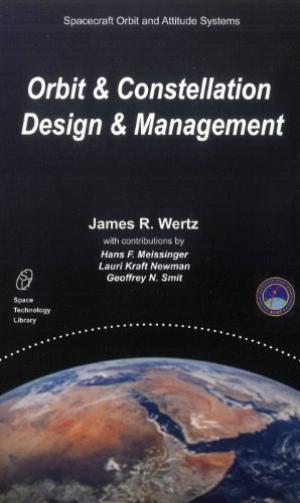 Spacecraft Orbit and Attitude Systems
Orbit & Constellation
Design & Management
James R. Wertz
with contributions by
Hans F. Meissinger
Lauri Kraft Newman
Geoffrey N. Smit
Space
Technology
Library